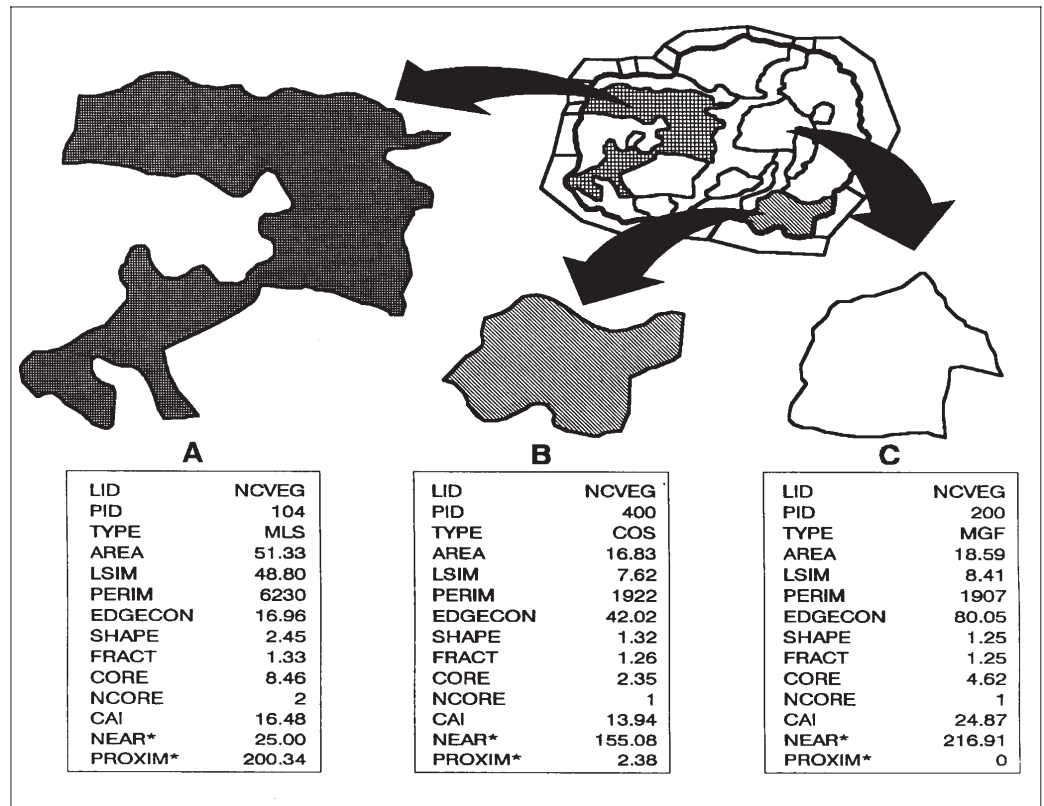 A
B
C
LID NCVEG
PID 104
TYPE MLS
AREA 51.33
LSIM 48.80
PERIM 6230
EDGECON 16.96
SHAPE 2.45
FRACT 1.33
CORE 8.46
NCORE 2
CAI 16.48
NEAR* 25.00
PROXIM* 200.34
LID NCVEG
PID 400
TYPE COS
AREA 16.83
LSIM 7.62
PERIM 1922
EDGECON 42.02
SHAPE 1.32
FRACT 1.26
CORE 2.35
NCORE 1
CAI 13.94
NEAR* 155.08
PROXIM* 2.38
LID NCVEG
PID 200
TYPE MGF
AREA 18.59
LSIM 8.41
PERIM 1907
EDGECON 80.05
SHAPE 1.25
FRACT 1.25
CORE 4.62
NCORE 1
CAI 24.87
NEAR* 216.91
PROXIM* 0